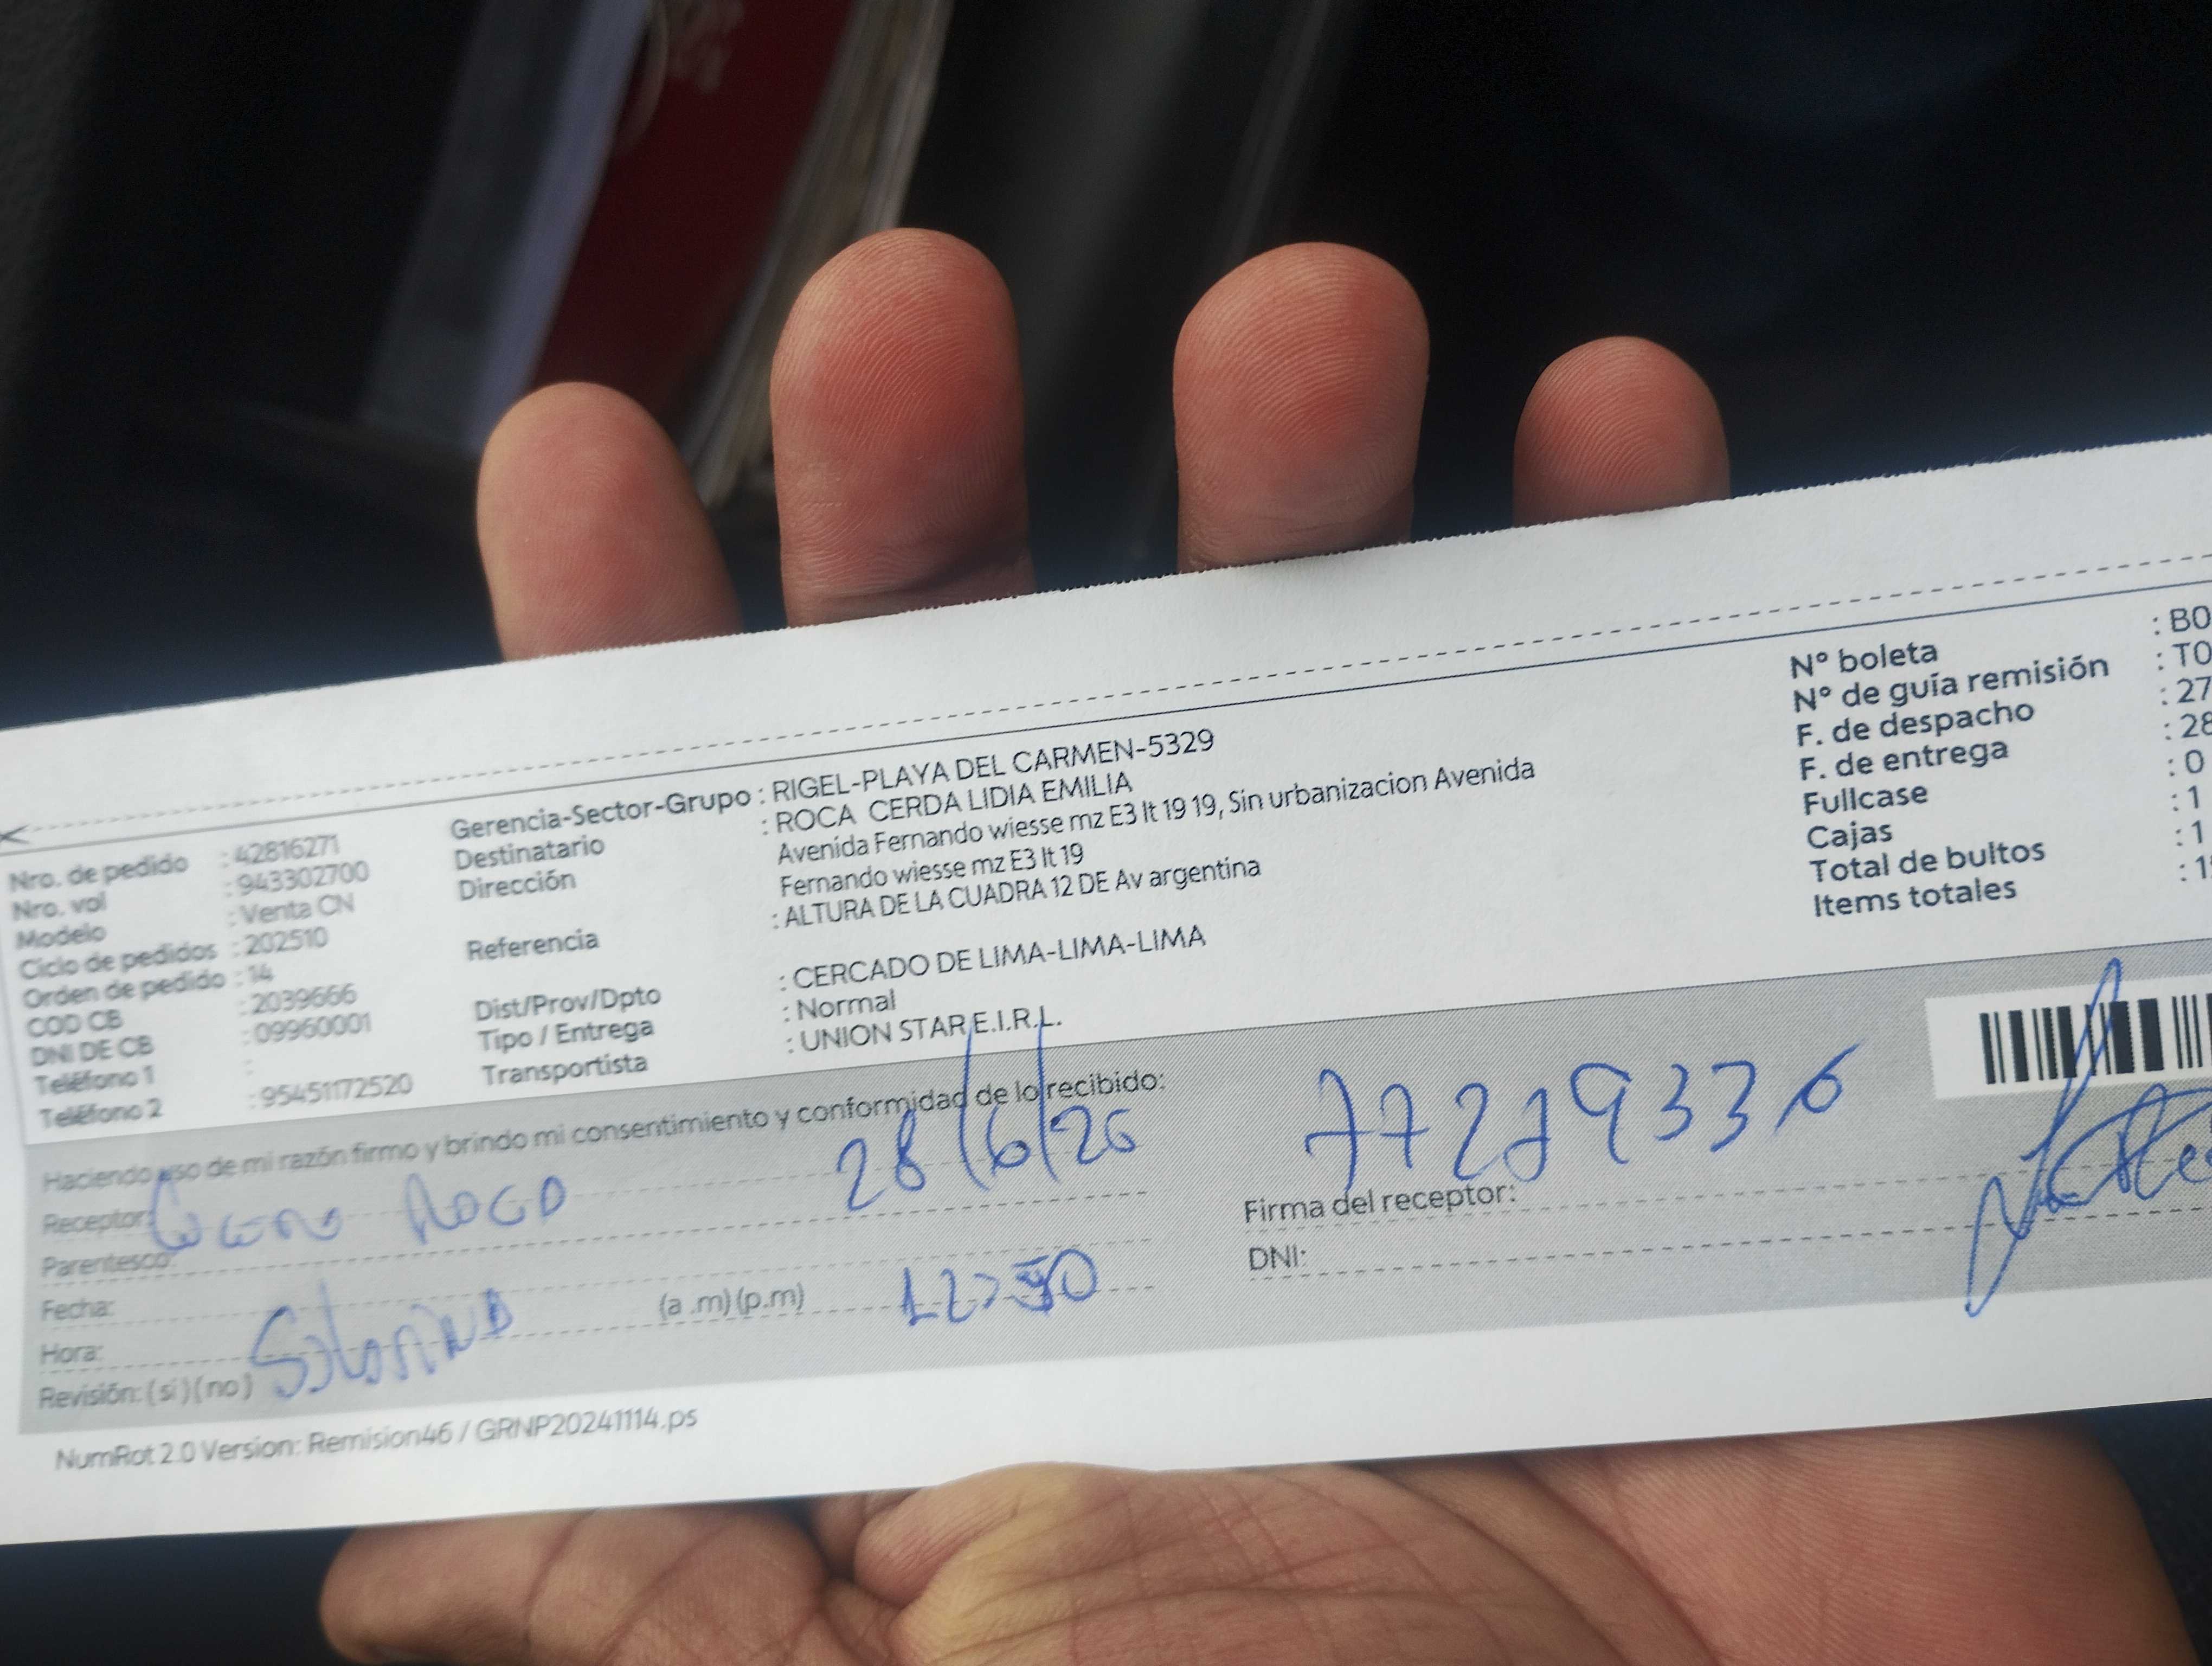 Nro. de pedido : 42816271
Nro. vol : 943302700
Modelo : Venta CN
Ciclo de pedidos : 202510
Orden de pedido : 14
COD CB : 2039666
DNI DE CB : 09960001
Teléfono 1 :
Teléfono 2 : 95451172520
Gerencia-Sector-Grupo : RIGEL-PLAYA DEL CARMEN-5329
Destinatario : ROCA CERDA LIDIA EMILIA
Dirección Avenida Fernando wiesse mz E3 lt 19 19, Sin urbanizacion Avenida
Fernando wiesse mz E3 lt 19
Referencia : ALTURA DE LA CUADRA 12 DE Av argentina
Dist/Prov/Dpto : CERCADO DE LIMA-LIMA-LIMA
Tipo / Entrega : Normal
Transportista : UNION STAR E.I.R.L.
N° boleta : B0
N° de guía remisión : T0
F. de despacho : 27
F. de entrega : 28
Fullcase : 0
Cajas : 1
Total de bultos : 1
Items totales : 1
Haciendo uso de mi razón firmo y brindo mi consentimiento y conformidad de lo recibido:
Receptor: 28/6/26
Parentesco:
Fecha:
Hora: (a .m) (p.m)
Revisión: ( si ) ( no )
77219336
Firma del receptor:
DNI:
NumRot 2.0 Version: Remision46 / GRNP20241114.ps